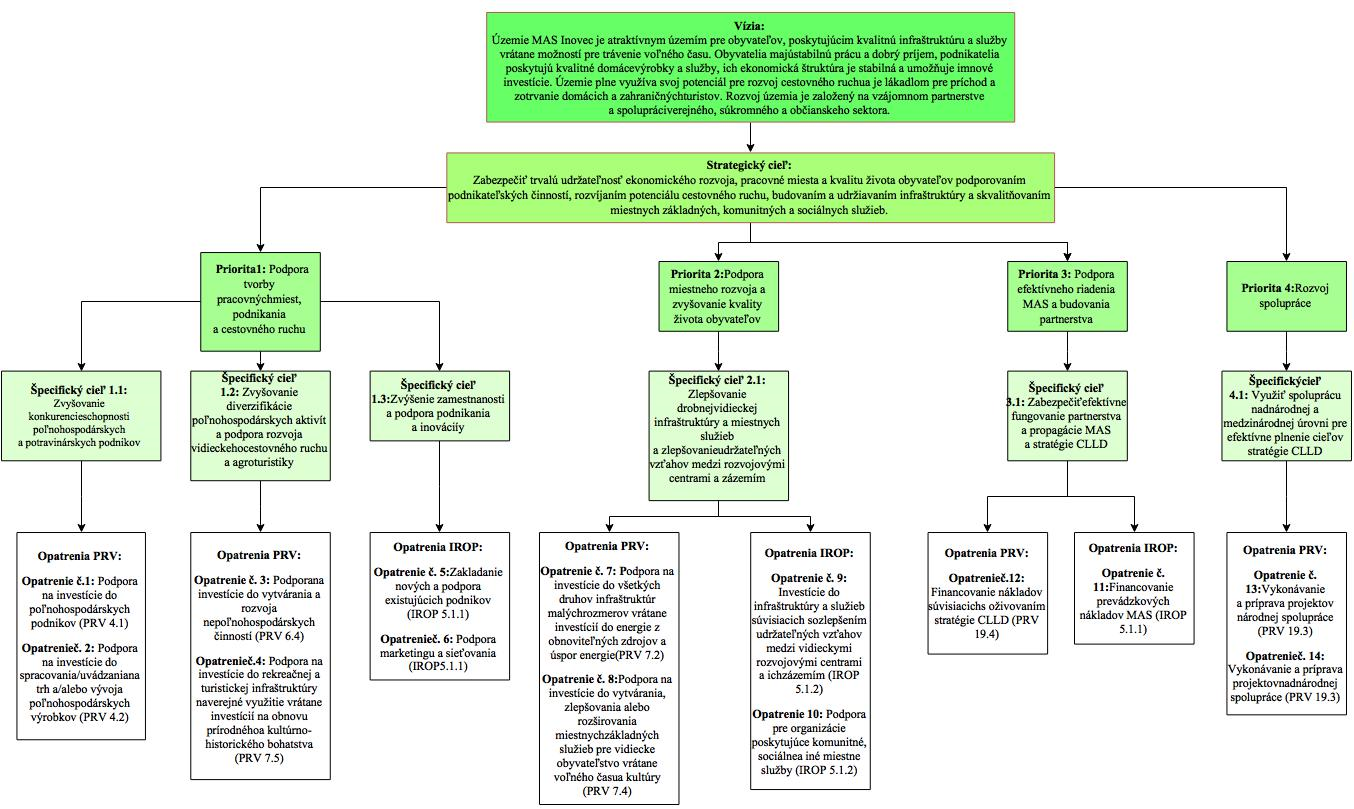 Vízia:
Územie MAS Inovec je atraktívnym územím pre obyvateľov, poskytujúcim kvalitnú infraštruktúru a služby
vrátane možností pre trávenie voľného času. Obyvatelia majústabilnú prácu a dobrý príjem, podnikatelia
poskytujú kvalitné domácevýrobky a služby, ich ekonomická štruktúra je stabilná a umožňuje imnové
investície. Územie plne využíva svoj potenciál pre rozvoj cestovného ruchua je lákadlom pre príchod a
zotrvanie domácich a zahraničnýchturistov. Rozvoj územia je založený na vzájomnom partnerstve
a spolupráciverejného, súkromného a občianskeho sektora.
Strategický cieľ:
Zabezpečiť trvalú udržateľnosť ekonomického rozvoja, pracovné miesta a kvalitu života obyvateľov podporovaním
podnikateľských činností, rozvíjaním potenciálu cestovného ruchu, budovaním a udržiavaním infraštruktúry a skvalitňovaním
miestnych základných, komunitných a sociálnych služieb.
Priorita1: Podpora
tvorby
pracovnýchmiest,
podnikania
a cestovného ruchu
Priorita 2:Podpora
miestneho rozvoja a
zvyšovanie kvality
života obyvateľov
Priorita 3: Podpora
efektívneho riadenia
MAS a budovania
partnerstva
Priorita 4:Rozvoj
spolupráce
Špecifický cieľ 1.1:
Zvyšovanie
konkurencieschopnosti
poľnohospodárskych
a potravinárskych podnikov
Špecifický cieľ
1.2: Zvyšovanie
diverzifikácie
poľnohospodárskych aktivít
a podpora rozvoja
vidieckehocestovného ruchu
a agroturistiky
Špecifický cieľ
1.3:Zvýšenie zamestnanosti
a podpora podnikania
a inovácíiy
Špecifický cieľ 2.1:
Zlepšovanie
drobnejvidieckej
infraštruktúry a miestnych
služieb
a zlepšovanieudržateľných
vzťahov medzi rozvojovými
centrami a zázemím
Špecifický cieľ
3.1: Zabezpečiťefektívne
fungovanie partnerstva
a propagácie MAS
a stratégie CLLD
Špecifickýcieľ
4.1: Využiť spoluprácu
nadnárodnej a
medzinárodnej úrovni pre
efektívne plnenie cieľov
stratégie CLLD
Opatrenia PRV:
Opatrenie č.1: Podpora
na investície do
poľnohospodárskych
podnikov (PRV 4.1)
Opatrenieč. 2: Podpora
na investície do
spracovania/uvádzaniana
trh a/alebo vývoja
poľnohospodárskych
výrobkov (PRV 4.2)
Opatrenia PRV:
Opatrenie č. 3: Podporana
investície do vytvárania a
rozvoja
nepoľnohospodárskych
činností (PRV 6.4)
Opatrenieč.4: Podpora na
investície do rekreačnej a
turistickej infraštruktúry
naverejné využitie vrátane
investícií na obnovu
prírodnéhoa kultúrno-
historického bohatstva
(PRV 7.5)
Opatrenia IROP:
Opatrenie č. 5:Zakladanie
nových a podpora
existujúcich podnikov
(IROP 5.1.1)
Opatrenieč. 6: Podpora
marketingu a sieťovania
(IROP5.1.1)
Opatrenia PRV:
Opatrenie č. 7: Podpora na
investície do všetkých
druhov infraštruktúr
malýchrozmerov vrátane
investícií do energie z
obnoviteľných zdrojov a
úspor energie(PRV 7.2)
Opatrenie č. 8:Podpora na
investície do vytvárania,
zlepšovania alebo
rozširovania
miestnychzákladných
služieb pre vidiecke
obyvateľstvo vrátane
voľného časua kultúry
(PRV 7.4)
Opatrenia IROP:
Opatrenie č. 9:
Investície do
infraštruktúry a služieb
súvisiacich sozlepšením
udržateľných vzťahov
medzi vidieckymi
rozvojovými centrami
a ichzázemím (IROP
5.1.2)
Opatrenie 10: Podpora
pre organizácie
poskytujúce komunitné,
sociálnea iné miestne
služby (IROP 5.1.2)
Opatrenia PRV:
Opatrenieč.12:
Financovanie nákladov
súvisiacichs oživovaním
stratégie CLLD (PRV
19.4)
Opatrenia IROP:
Opatrenie č.
11:Financovanie
prevádzkových
nákladov MAS (IROP
5.1.1)
Opatrenia PRV:
Opatrenie č.
13:Vykonávanie
a príprava projektov
národnej spolupráce
(PRV 19.3)
Opatrenieč. 14:
Vykonávanie a príprava
projektovnadnárodnej
spolupráce (PRV 19.3)